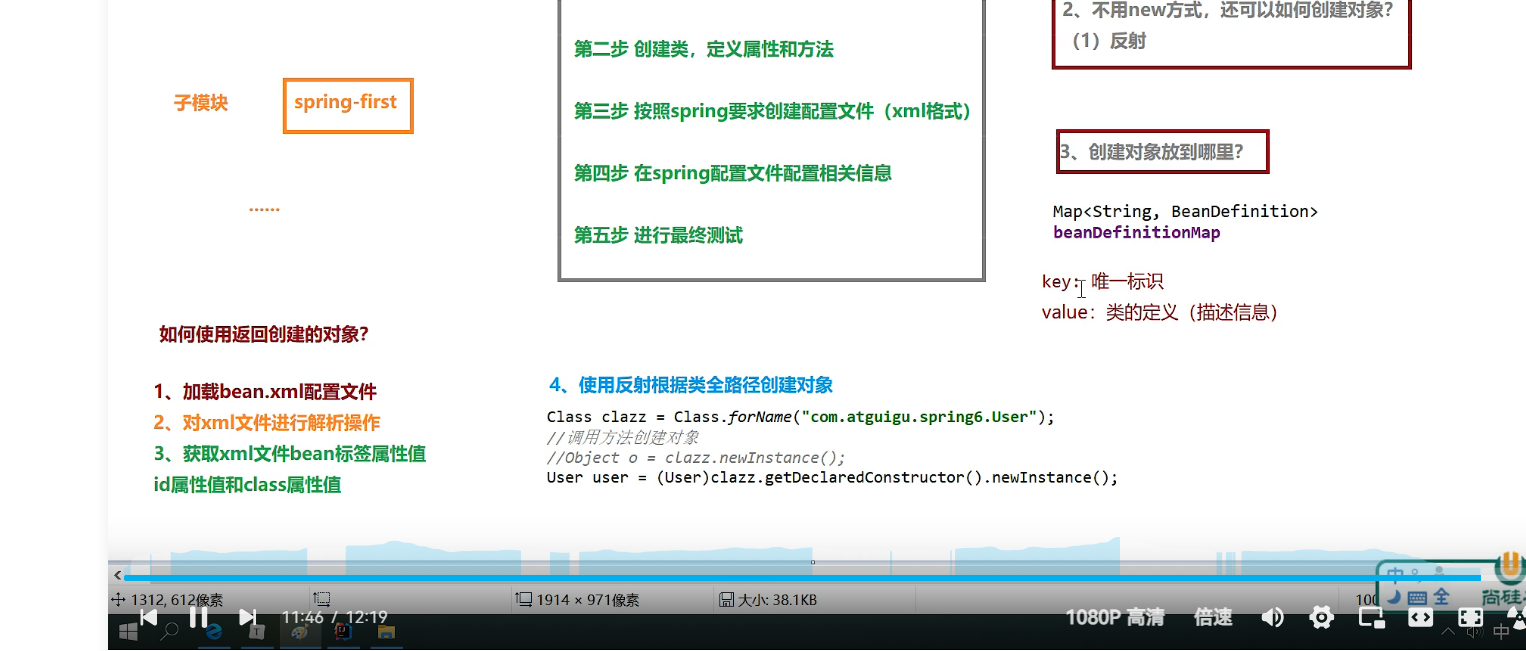 2、不用new方式，还可以如何创建对象？
（1）反射
第二步 创建类，定义属性和方法
子模块
spring-first
第三步 按照spring要求创建配置文件（xml格式）
3、创建对象放到哪里？
第四步 在spring配置文件配置相关信息
......
Map<String, BeanDefinition>
beanDefinitionMap
第五步 进行最终测试
key：唯一标识
value：类的定义（描述信息）
如何使用返回创建的对象？
1、加载bean.xml配置文件
2、对xml文件进行解析操作
3、获取xml文件bean标签属性值
id属性值和class属性值
4、使用反射根据类全路径创建对象
Class clazz = Class.forName("com.atguigu.spring6.User");
//调用方法创建对象
//Object o = clazz.newInstance();
User user = (User)clazz.getDeclaredConstructor().newInstance();
1312, 612像素
1914 × 971像素
大小: 38.1KB
100
中
全
尚硅
11:46 / 12:19
1080P 高清
倍速
中